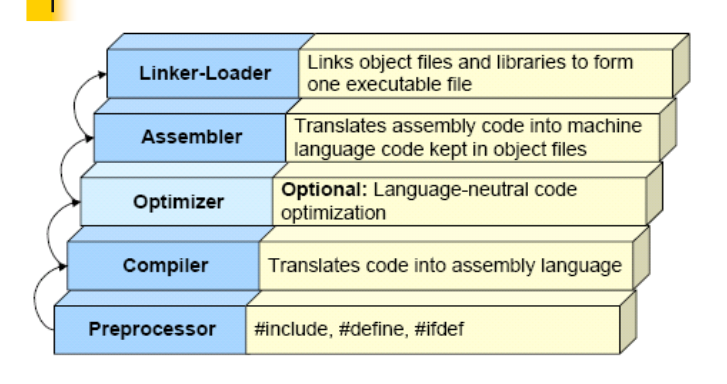 Linker-Loader
Links object files and libraries to form
one executable file
Assembler
Translates assembly code into machine
language code kept in object files
Optimizer
Optional: Language-neutral code
optimization
Compiler
Translates code into assembly language
Preprocessor
#include, #define, #ifdef